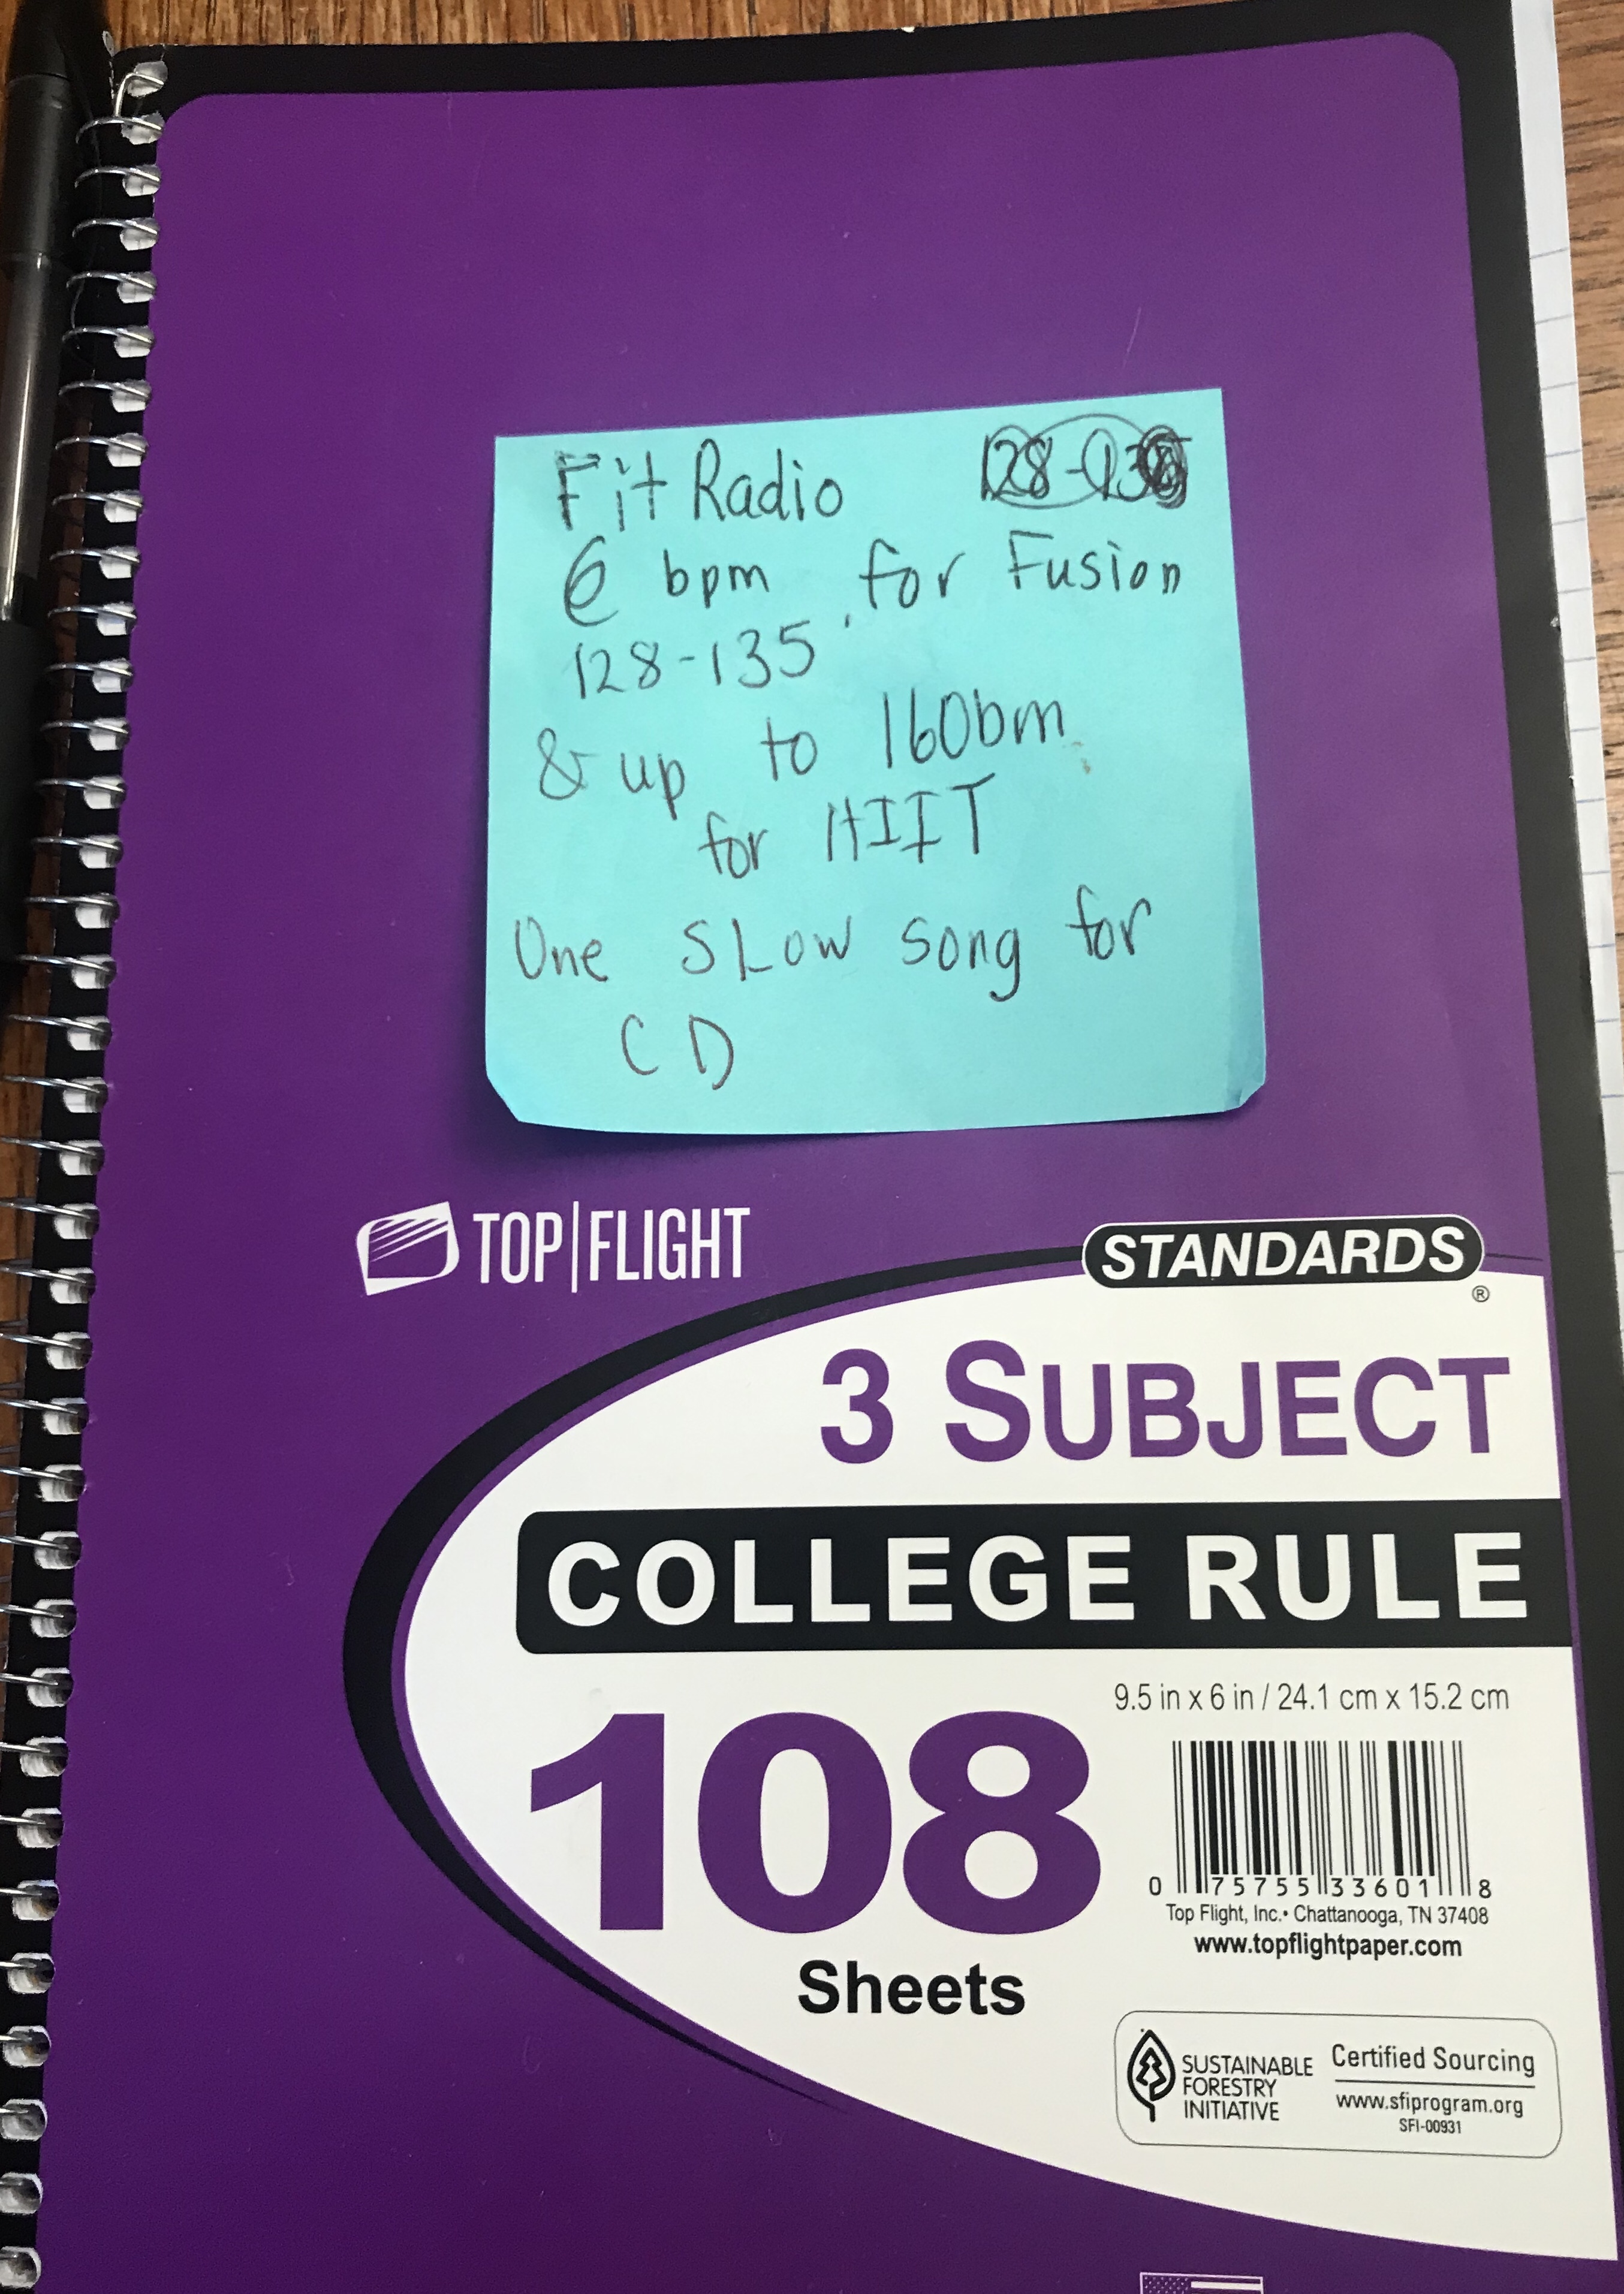 Fit Radio
@ bpm for Fusion
128-135
& up to 160bm
for HIIT
One SLow song for
CD
TOP|FLIGHT
STANDARDS
®
3 SUBJECT
COLLEGE RULE
9.5 in x 6 in / 24.1 cm x 15.2 cm
108
Sheets
0 75755 33601 8
Top Flight, Inc.• Chattanooga, TN 37408
www.topflightpaper.com
SUSTAINABLE
FORESTRY
INITIATIVE
Certified Sourcing
www.sfiprogram.org
SFI-00931